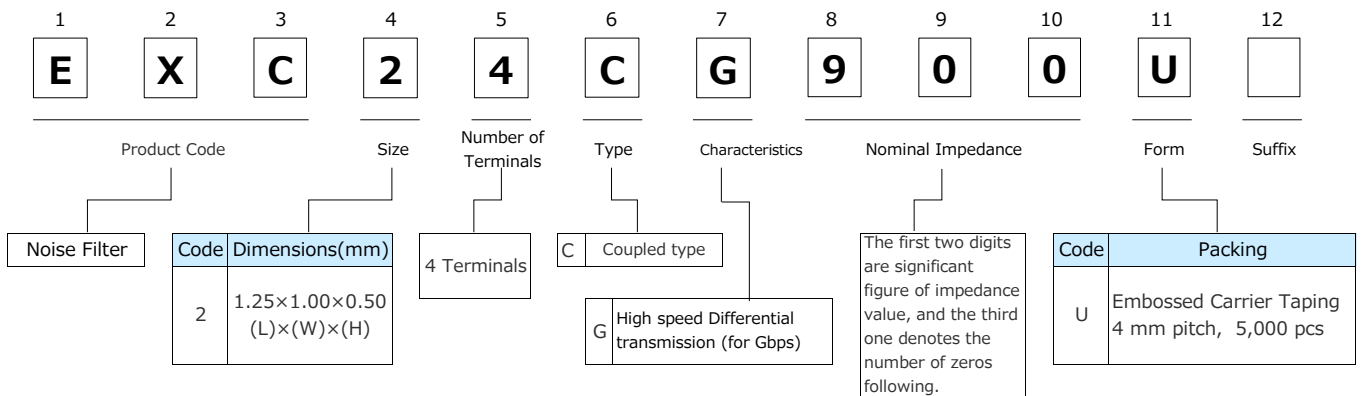 1 2 3 4 5 6 7 8 9 10 11 12
E X C 2 4 C G 9 0 0 U
Product Code
Size
Number of
Terminals
Type
Characteristics
Nominal Impedance
Form
Suffix
Noise Filter
Code Dimensions(mm)
2 1.25×1.00×0.50
(L)×(W)×(H)
4 Terminals
C Coupled type
G High speed Differential
transmission (for Gbps)
The first two digits
are significant
figure of impedance
value, and the third
one denotes the
number of zeros
following.
Code Packing
U Embossed Carrier Taping
4 mm pitch, 5,000 pcs